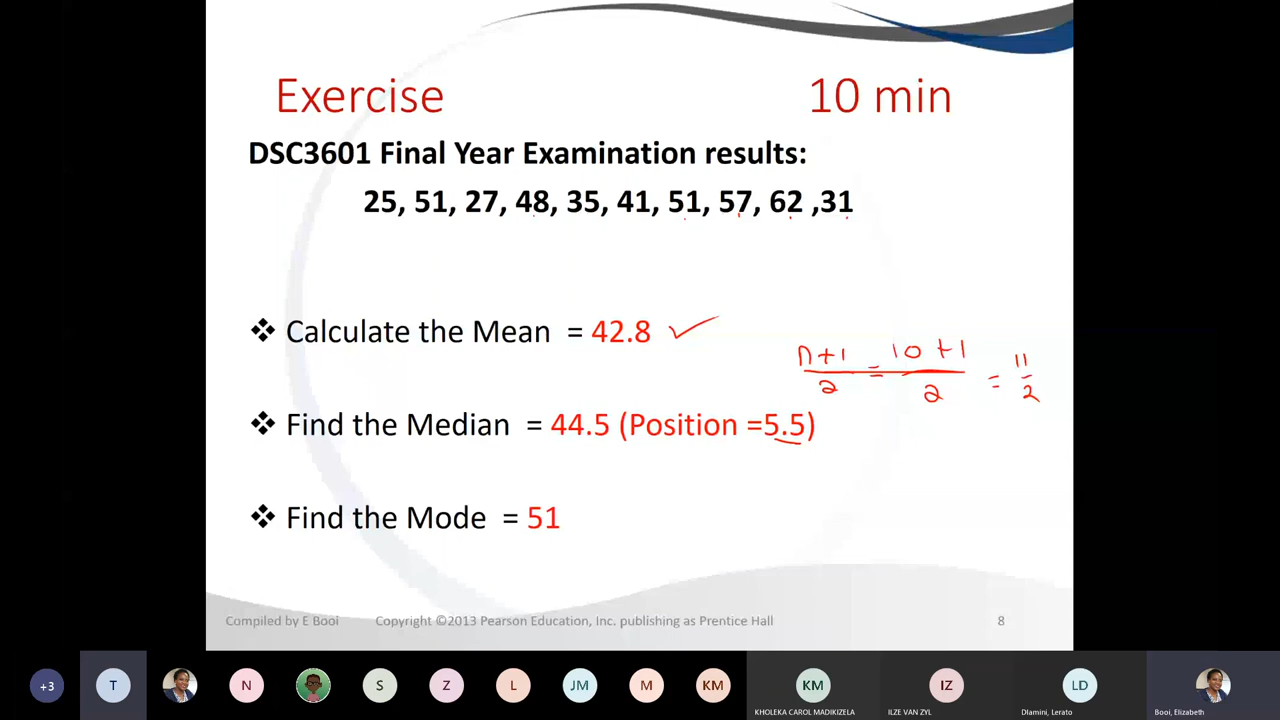 Exercise 10 min
DSC3601 Final Year Examination results:
25, 51, 27, 48, 35, 41, 51, 57, 62 ,31
❖ Calculate the Mean = 42.8 ✓
n+1/2 = 10+1/2 = 11/2
❖ Find the Median = 44.5 (Position =5.5)
❖ Find the Mode = 51
Compiled by E Booi Copyright ©2013 Pearson Education, Inc. publishing as Prentice Hall 8
+3 T N S Z L JM M KM KM IZ LD
KHOLEKA CAROL MADIKIZELA ILZE VAN ZYL Dlamini, Lerato Booi, Elizabeth